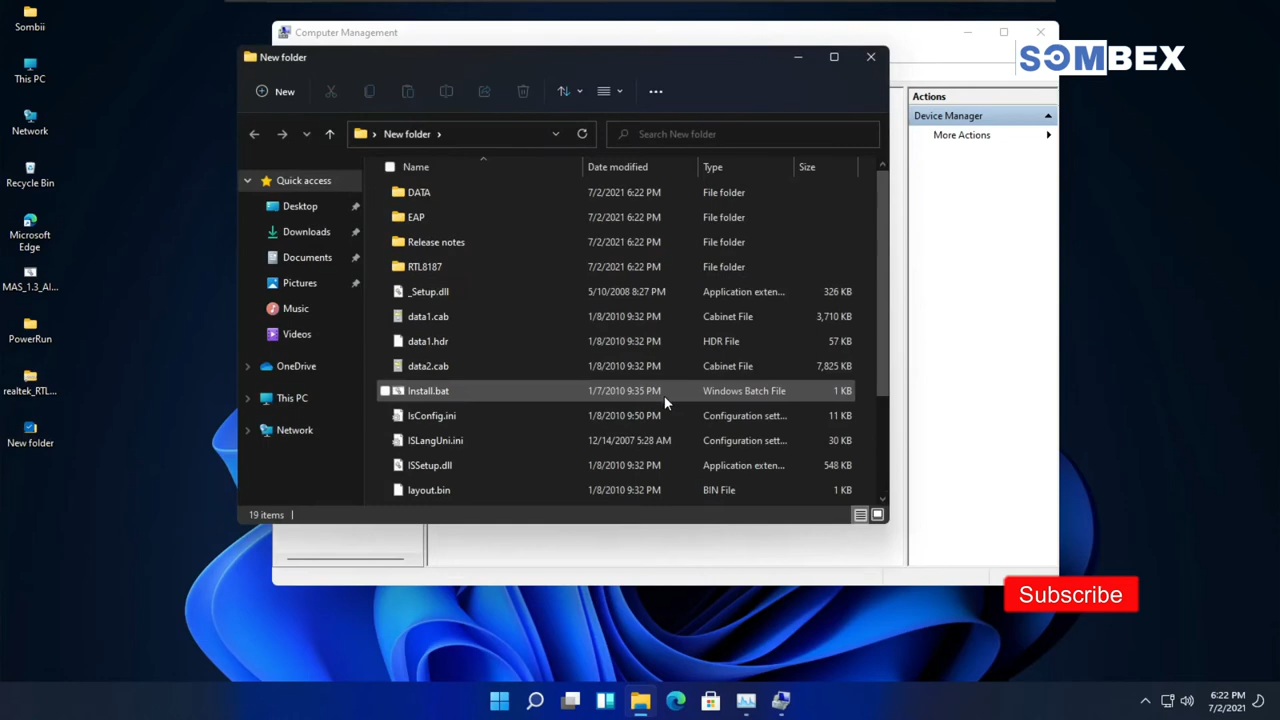 Sombii
This PC
Network
Recycle Bin
Microsoft
Edge
MAS_1.3_AI...
PowerRun
realtek_RTL...
New folder
Computer Management
SOMBEX
New folder
New
New folder
Search New folder
Actions
Device Manager
More Actions
Quick access
Desktop
Downloads
Documents
Pictures
Music
Videos
OneDrive
This PC
Network
Name Date modified Type Size
DATA 7/2/2021 6:22 PM File folder
EAP 7/2/2021 6:22 PM File folder
Release notes 7/2/2021 6:22 PM File folder
RTL8187 7/2/2021 6:22 PM File folder
_Setup.dll 5/10/2008 8:27 PM Application exten... 326 KB
data1.cab 1/8/2010 9:32 PM Cabinet File 3,710 KB
data1.hdr 1/8/2010 9:32 PM HDR File 57 KB
data2.cab 1/8/2010 9:32 PM Cabinet File 7,825 KB
Install.bat 1/7/2010 9:35 PM Windows Batch File 1 KB
IsConfig.ini 1/8/2010 9:50 PM Configuration sett... 11 KB
ISLangUni.ini 12/14/2007 5:28 AM Configuration sett... 30 KB
ISSetup.dll 1/8/2010 9:32 PM Application exten... 548 KB
layout.bin 1/8/2010 9:32 PM BIN File 1 KB
19 items
Subscribe
6:22 PM
7/2/2021